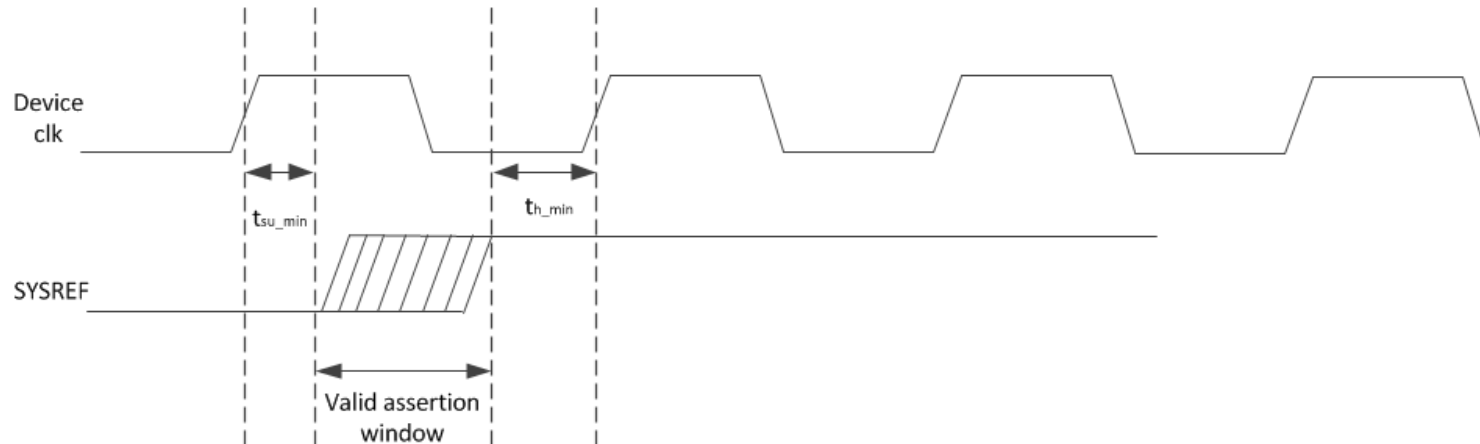 Device
clk
tsu_min
th_min
SYSREF
Valid assertion
window